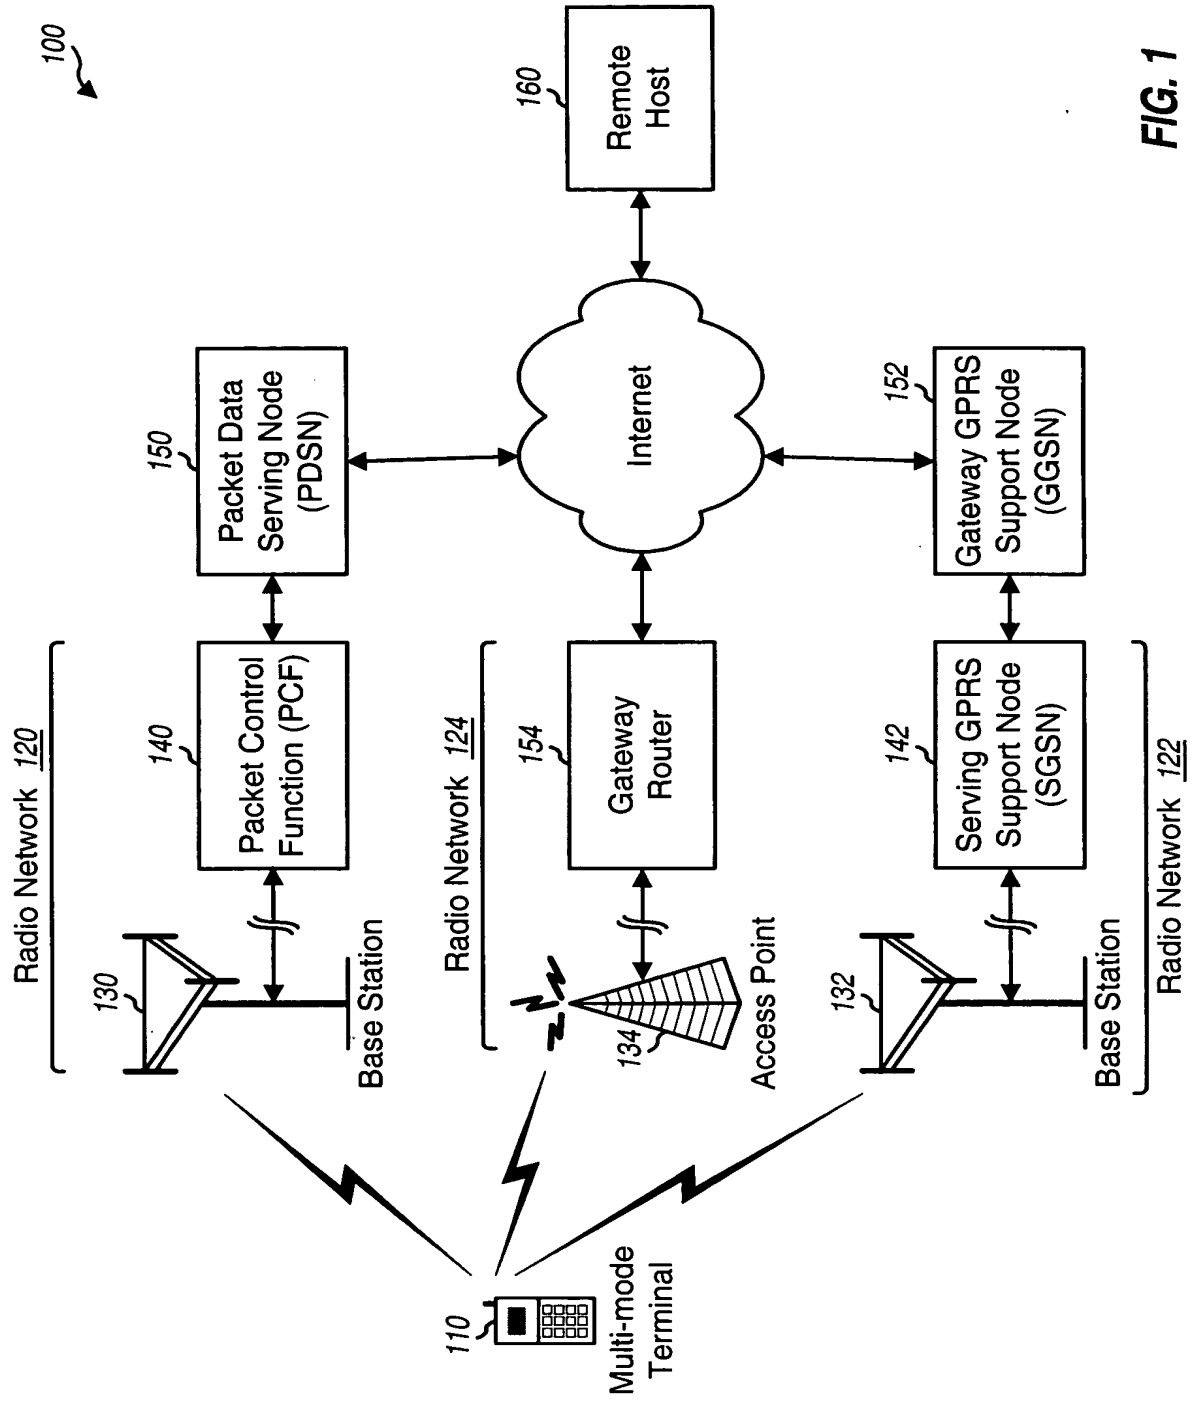 100
Radio Network 120
130
Base Station
140
Packet Control
Function (PCF)
150
Packet Data
Serving Node
(PDSN)
110
Multi-mode
Terminal
Radio Network 124
134
Access Point
154
Gateway
Router
Internet
160
Remote
Host
132
Base Station
142
Serving GPRS
Support Node
(SGSN)
152
Gateway GPRS
Support Node
(GGSN)
Radio Network 122
FIG. 1